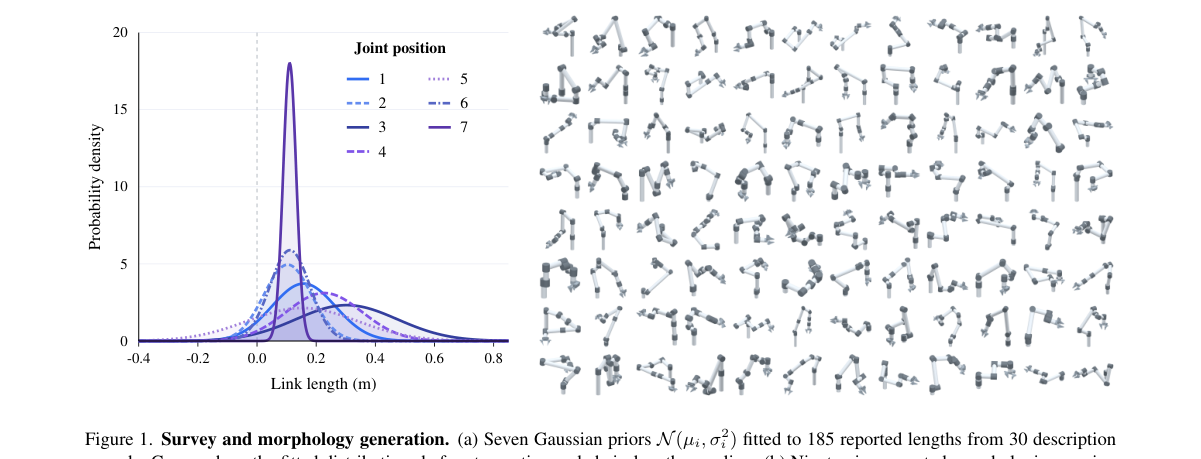 20
15
10
5
0
Probability density
-0.4 -0.2 0.0 0.2 0.4 0.6 0.8
Link length (m)
Joint position
1 5
2 6
3 7
4
Figure 1. Survey and morphology generation. (a) Seven Gaussian priors 𝒩(μᵢ, σᵢ²) fitted to 185 reported lengths from 30 description